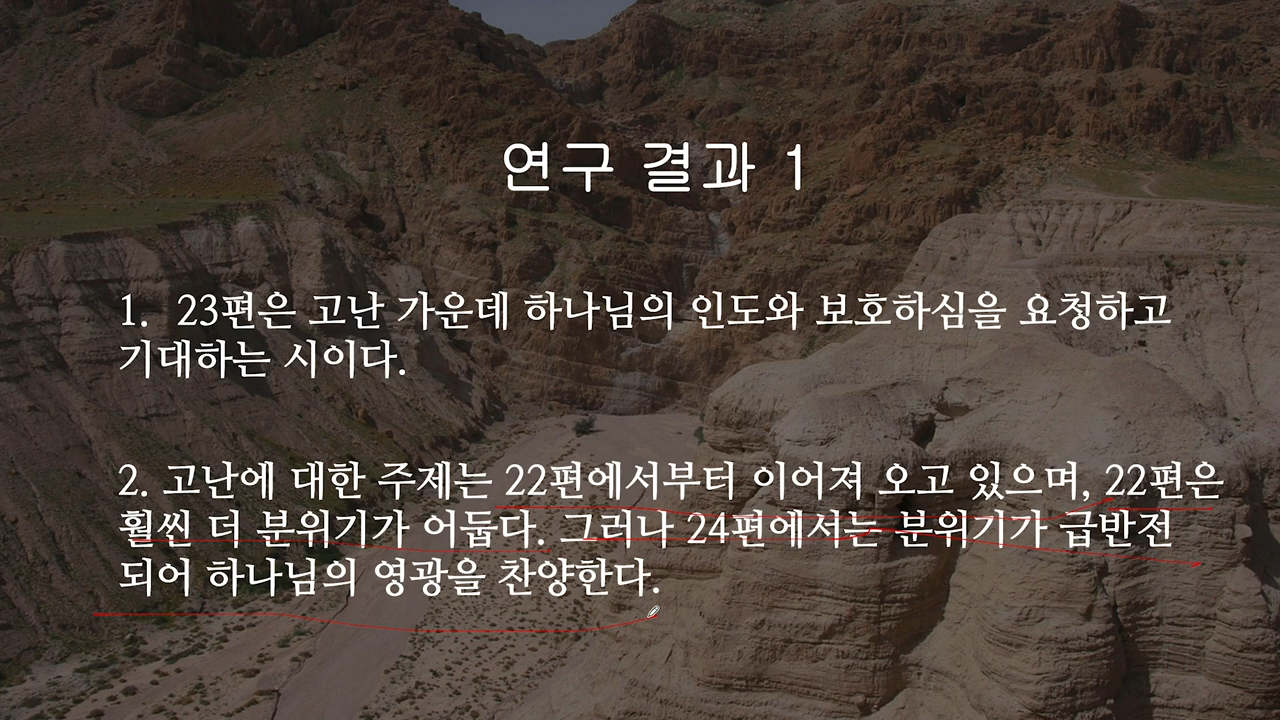 연구 결과 1
1. 23편은 고난 가운데 하나님의 인도와 보호하심을 요청하고
기대하는 시이다.
2. 고난에 대한 주제는 22편에서부터 이어져 오고 있으며, 22편은
훨씬 더 분위기가 어둡다. 그러나 24편에서는 분위기가 급반전
되어 하나님의 영광을 찬양한다.